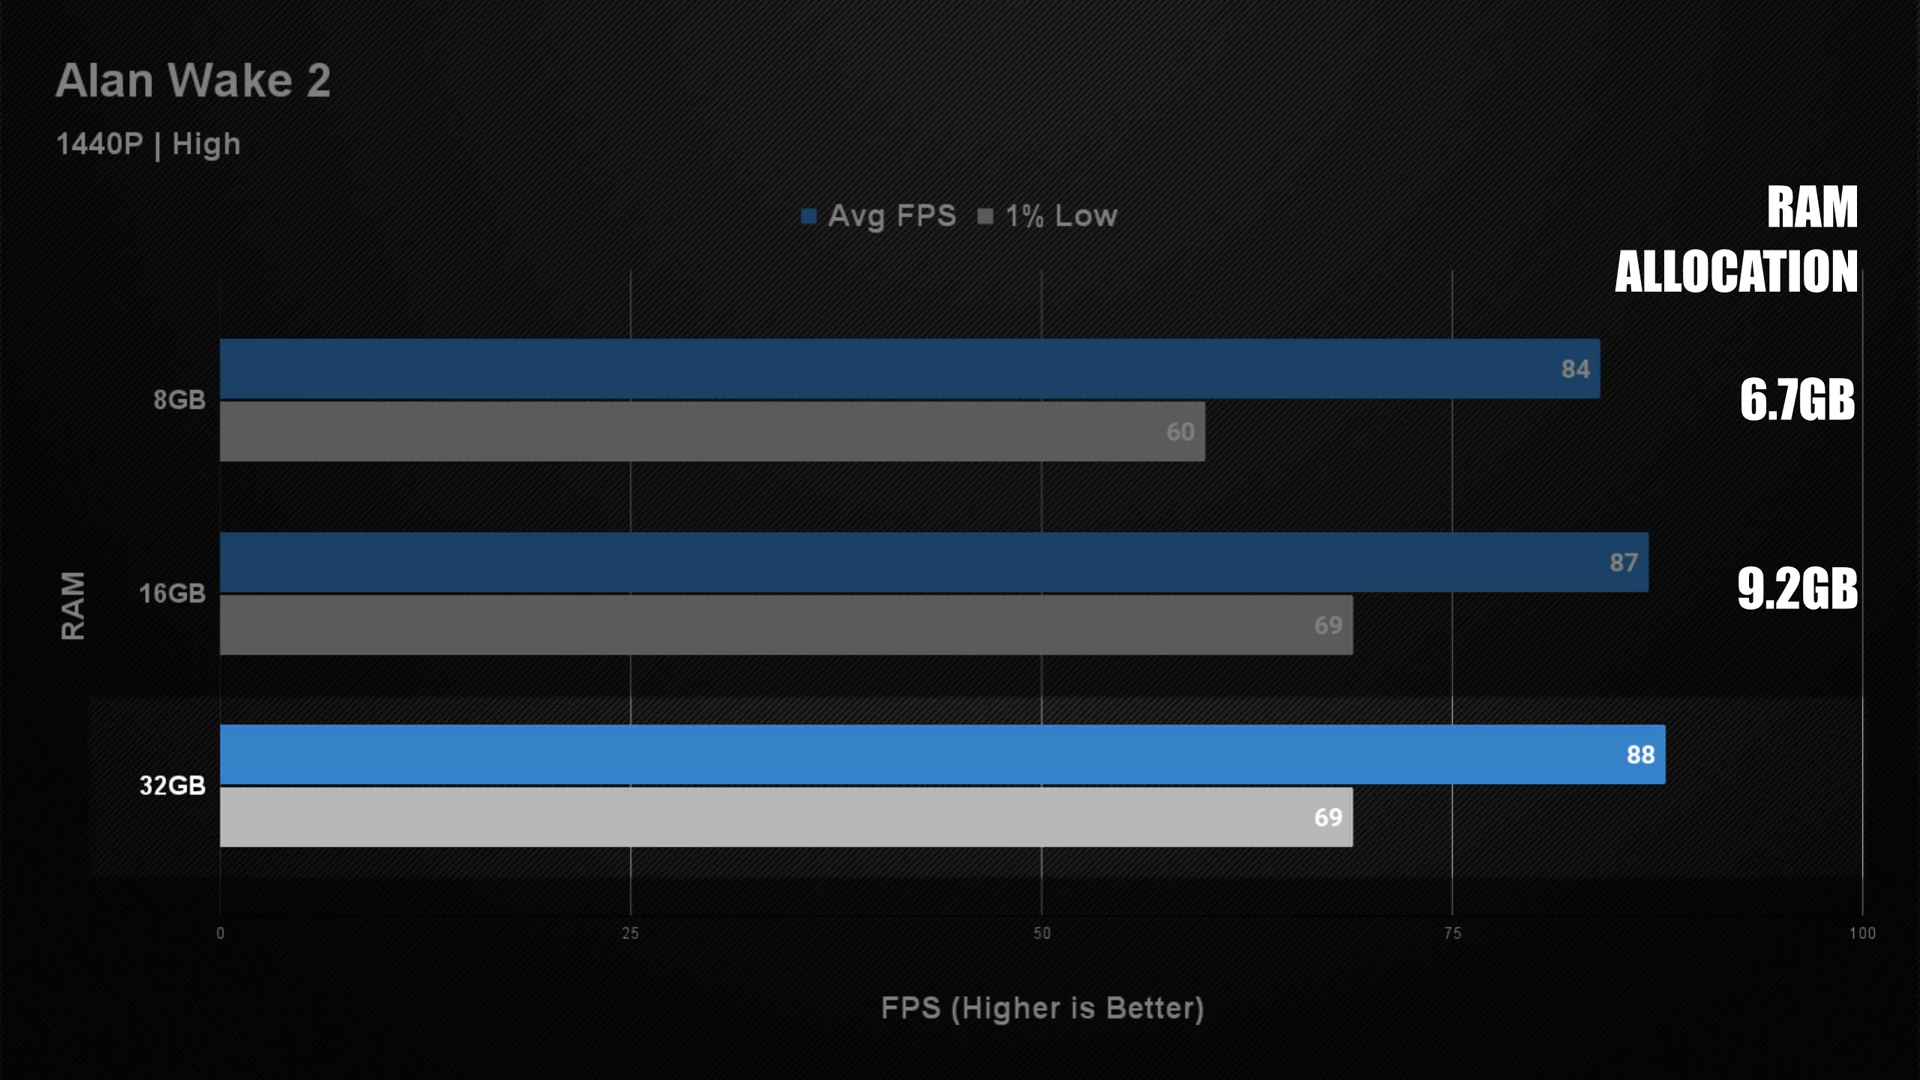 Alan Wake 2
1440P | High
Avg FPS 1% Low
RAM
ALLOCATION
8GB
84
60
6.7GB
RAM
16GB
87
69
9.2GB
32GB
88
69
0 25 50 75 100
FPS (Higher is Better)